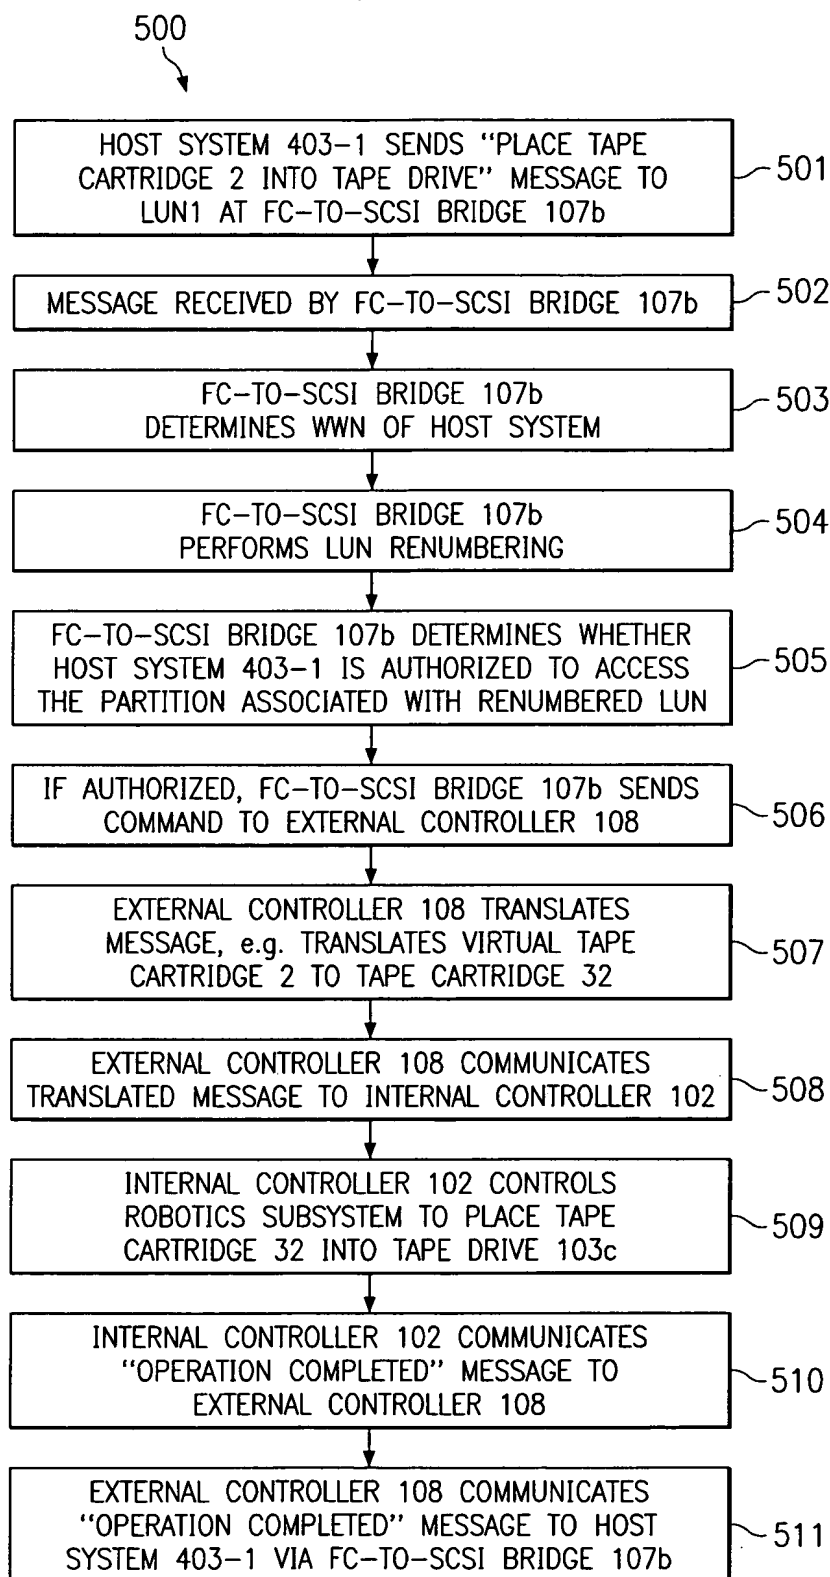 500
HOST SYSTEM 403-1 SENDS "PLACE TAPE
CARTRIDGE 2 INTO TAPE DRIVE" MESSAGE TO
LUN1 AT FC-TO-SCSI BRIDGE 107b
501
MESSAGE RECEIVED BY FC-TO-SCSI BRIDGE 107b
502
FC-TO-SCSI BRIDGE 107b
DETERMINES WWN OF HOST SYSTEM
503
FC-TO-SCSI BRIDGE 107b
PERFORMS LUN RENUMBERING
504
FC-TO-SCSI BRIDGE 107b DETERMINES WHETHER
HOST SYSTEM 403-1 IS AUTHORIZED TO ACCESS
THE PARTITION ASSOCIATED WITH RENUMBERED LUN
505
IF AUTHORIZED, FC-TO-SCSI BRIDGE 107b SENDS
COMMAND TO EXTERNAL CONTROLLER 108
506
EXTERNAL CONTROLLER 108 TRANSLATES
MESSAGE, e.g. TRANSLATES VIRTUAL TAPE
CARTRIDGE 2 TO TAPE CARTRIDGE 32
507
EXTERNAL CONTROLLER 108 COMMUNICATES
TRANSLATED MESSAGE TO INTERNAL CONTROLLER 102
508
INTERNAL CONTROLLER 102 CONTROLS
ROBOTICS SUBSYSTEM TO PLACE TAPE
CARTRIDGE 32 INTO TAPE DRIVE 103c
509
INTERNAL CONTROLLER 102 COMMUNICATES
"OPERATION COMPLETED" MESSAGE TO
EXTERNAL CONTROLLER 108
510
EXTERNAL CONTROLLER 108 COMMUNICATES
"OPERATION COMPLETED" MESSAGE TO HOST
SYSTEM 403-1 VIA FC-TO-SCSI BRIDGE 107b
511